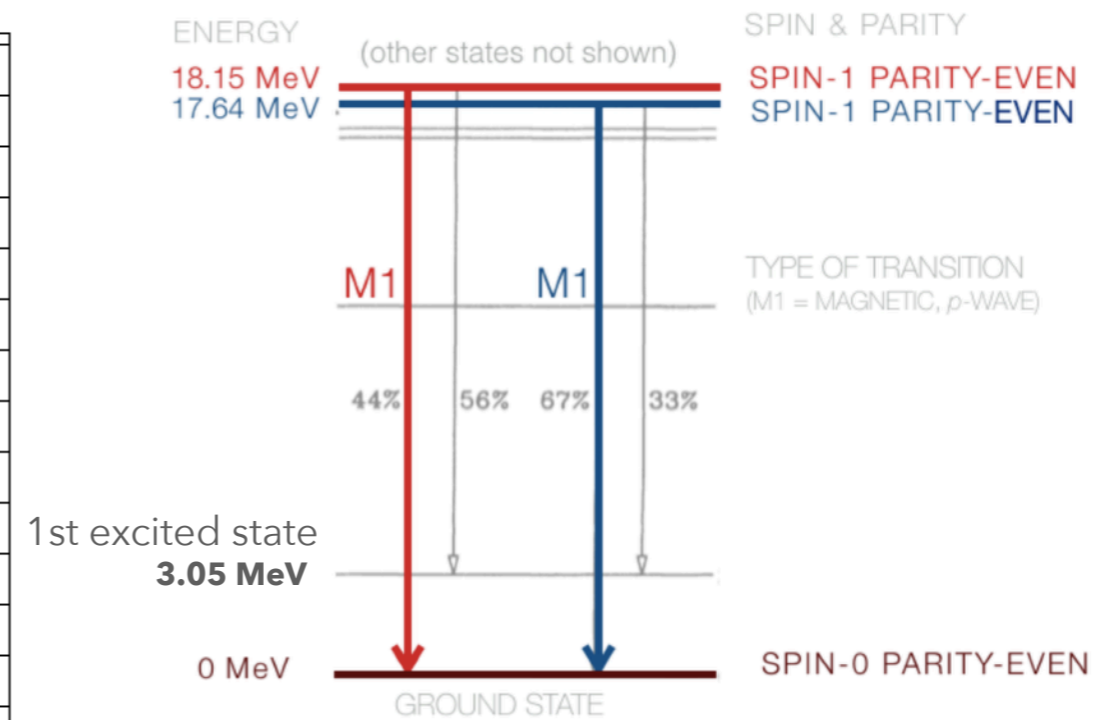 ENERGY
SPIN & PARITY
(other states not shown)
18.15 MeV
SPIN-1 PARITY-EVEN
17.64 MeV
SPIN-1 PARITY-EVEN
M1
M1
TYPE OF TRANSITION
(M1 = MAGNETIC, p-WAVE)
44%
56%
67%
33%
1st excited state
3.05 MeV
0 MeV
SPIN-0 PARITY-EVEN
GROUND STATE